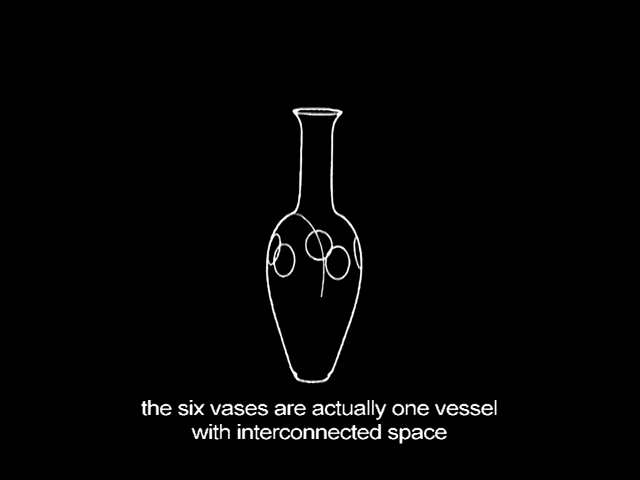 the six vases are actually one vessel
with interconnected space